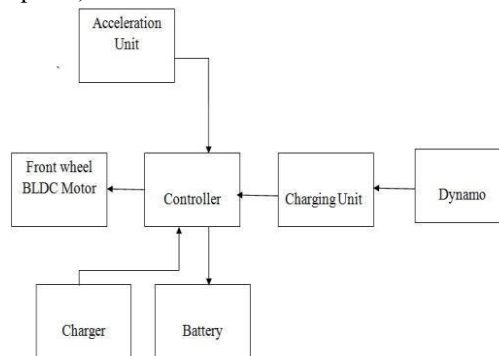 Acceleration
Unit
Front wheel
BLDC Motor
Controller
Charging Unit
Dynamo
Charger
Battery